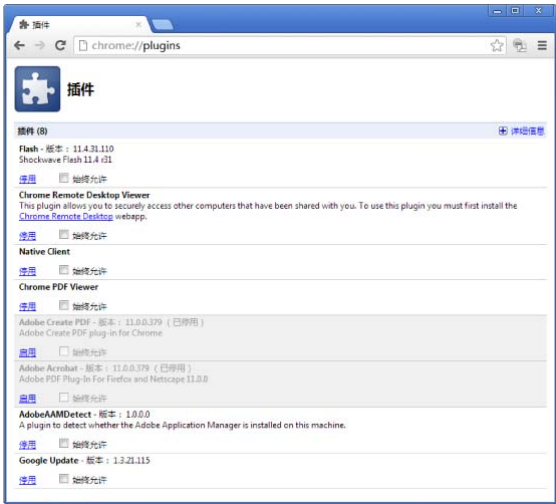 插件
chrome://plugins
插件
插件 (8)
详细信息
Flash - 版本： 11.4.31.110
Shockwave Flash 11.4 r31
停用 始终允许
Chrome Remote Desktop Viewer
This plugin allows you to securely access other computers that have been shared with you. To use this plugin you must first install the
Chrome Remote Desktop webapp.
停用 始终允许
Native Client
停用 始终允许
Chrome PDF Viewer
停用 始终允许
Adobe Create PDF - 版本： 11.0.0.379 （已停用）
Adobe Create PDF plug-in for Chrome
启用 始终允许
Adobe Acrobat - 版本： 11.0.0.379 （已停用）
Adobe PDF Plug-In For Firefox and Netscape 11.0.0
启用 始终允许
AdobeAAMDetect - 版本： 1.0.0.0
A plugin to detect whether the Adobe Application Manager is installed on this machine.
停用 始终允许
Google Update - 版本： 1.3.21.115
停用 始终允许